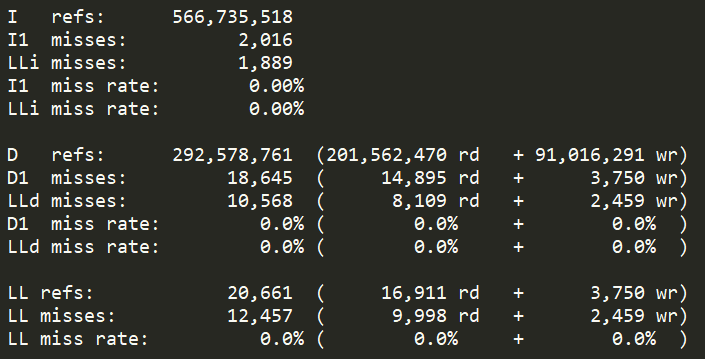 I   refs:      566,735,518
I1  misses:          2,016
LLi misses:          1,889
I1  miss rate:        0.00%
LLi miss rate:        0.00%

D   refs:      292,578,761  (201,562,470 rd   + 91,016,291 wr)
D1  misses:         18,645  (     14,895 rd   +      3,750 wr)
LLd misses:         10,568  (      8,109 rd   +      2,459 wr)
D1  miss rate:         0.0% (        0.0%     +        0.0%  )
LLd miss rate:         0.0% (        0.0%     +        0.0%  )

LL refs:            20,661  (     16,911 rd   +      3,750 wr)
LL misses:          12,457  (      9,998 rd   +      2,459 wr)
LL miss rate:          0.0% (        0.0%     +        0.0%  )